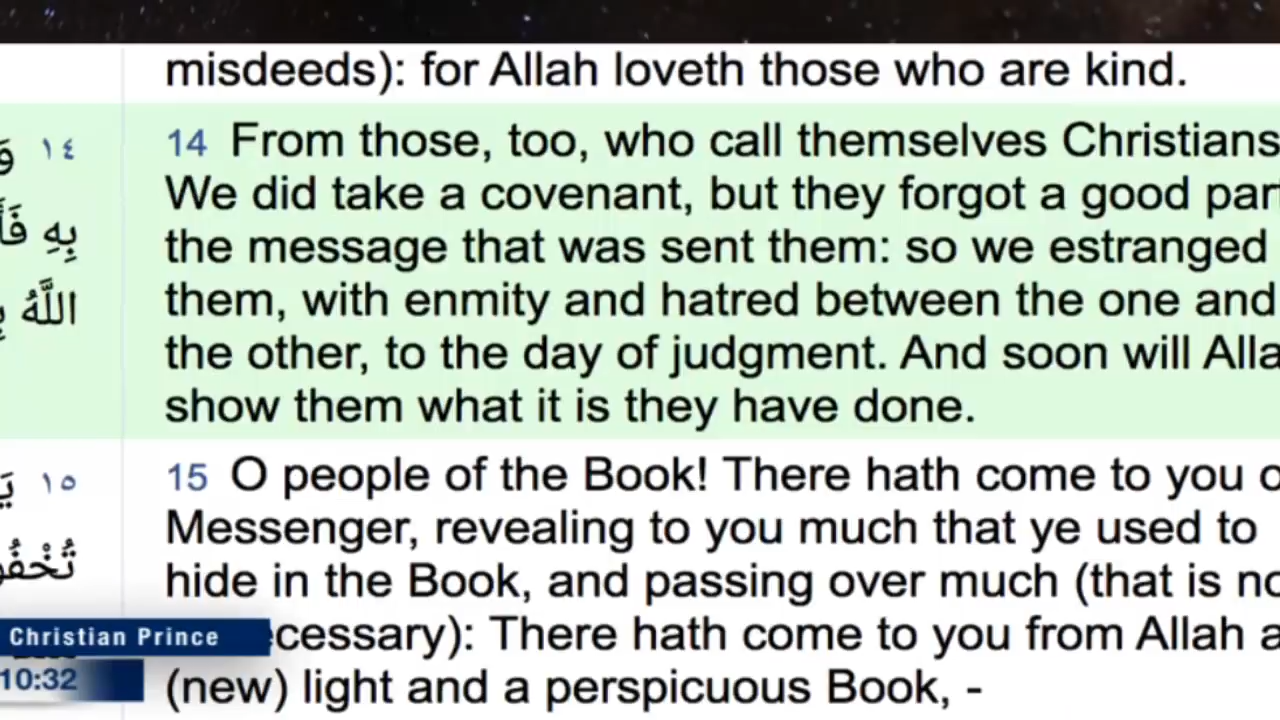 misdeeds): for Allah loveth those who are kind.
١٤
14 From those, too, who call themselves Christians
We did take a covenant, but they forgot a good part
the message that was sent them: so we estranged
them, with enmity and hatred between the one and
the other, to the day of judgment. And soon will Alla
show them what it is they have done.
بِهِ
اللَّهُ
١٥
15 O people of the Book! There hath come to you o
Messenger, revealing to you much that ye used to
hide in the Book, and passing over much (that is no
ecessary): There hath come to you from Allah a
(new) light and a perspicuous Book, -
Christian Prince
10:32